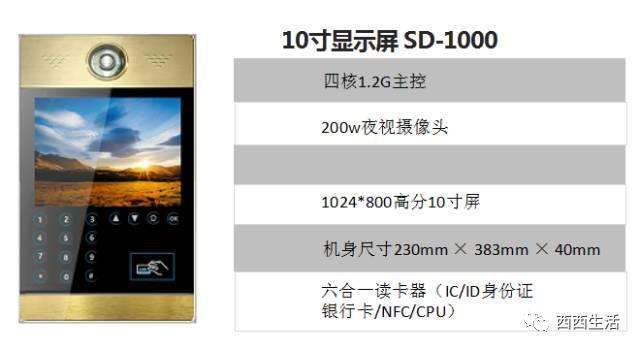 10寸显示屏 SD-1000
四核1.2G主控
200w夜视摄像头
1024*800高分10寸屏
机身尺寸230mm × 383mm × 40mm
六合一读卡器（IC/ID身份证
银行卡/NFC/CPU）
1 2 3 OK
4 5 6
7 8 9
* 0 #
西西生活